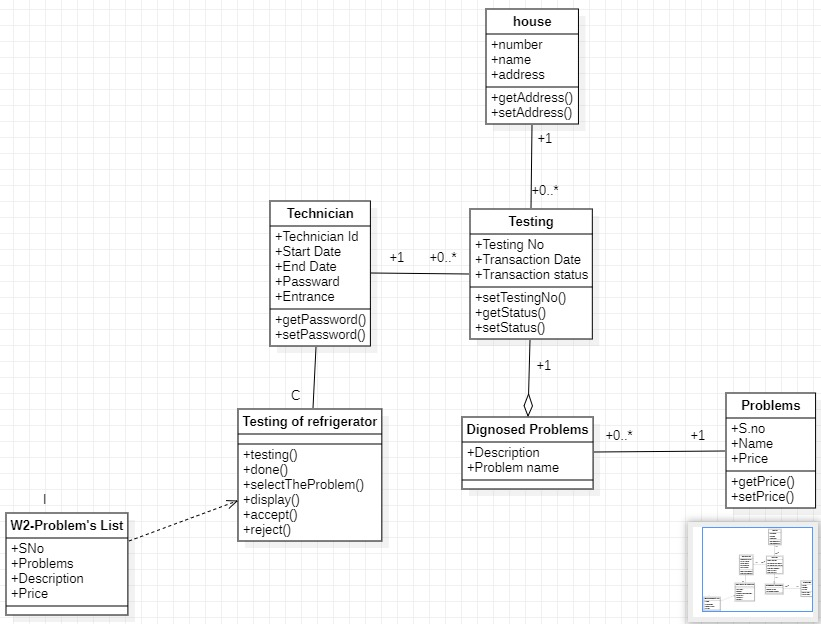 house
+number
+name
+address
+getAddress()
+setAddress()
+1
+0..*
Technician
+Technician Id
+Start Date
+End Date
+Passward
+Entrance
+getPassword()
+setPassword()
+1
+0..*
Testing
+Testing No
+Transaction Date
+Transaction status
+setTestingNo()
+getStatus()
+setStatus()
+1
C
Testing of refrigerator
+testing()
+done()
+selectTheProblem()
+display()
+accept()
+reject()
Dignosed Problems
+Description
+Problem name
+0..*
+1
Problems
+S.no
+Name
+Price
+getPrice()
+setPrice()
I
W2-Problem's List
+SNo
+Problems
+Description
+Price